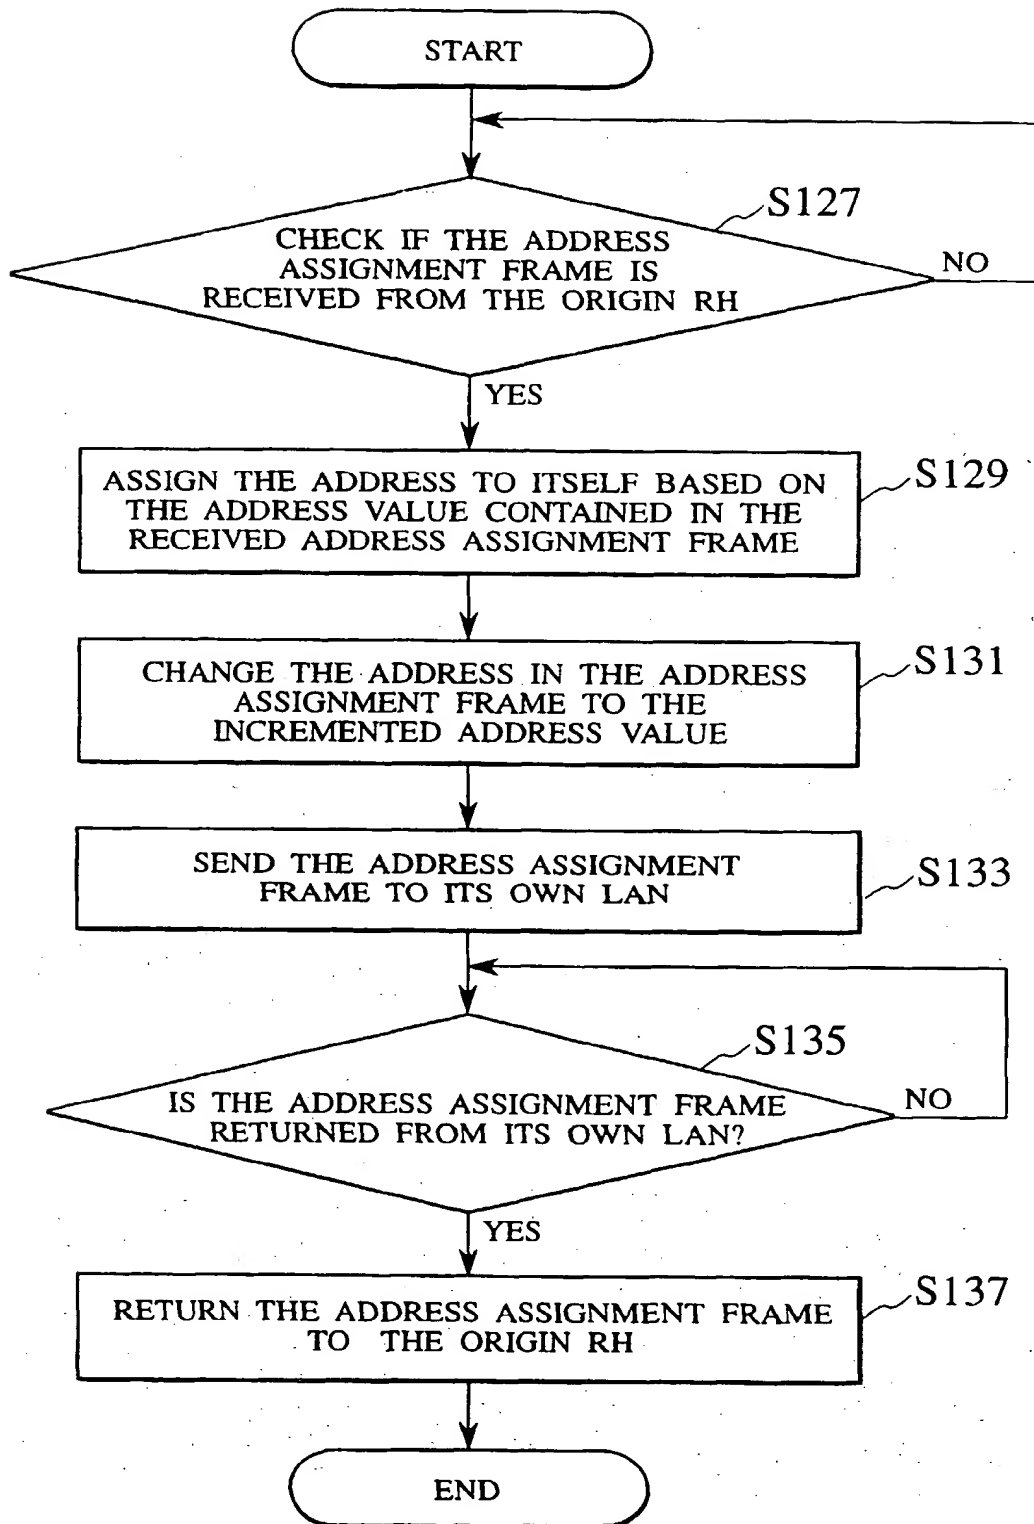 START
S127
CHECK IF THE ADDRESS
ASSIGNMENT FRAME IS
RECEIVED FROM THE ORIGIN RH
NO
YES
ASSIGN THE ADDRESS TO ITSELF BASED ON
THE ADDRESS VALUE CONTAINED IN THE
RECEIVED ADDRESS ASSIGNMENT FRAME
S129
CHANGE THE ADDRESS IN THE ADDRESS
ASSIGNMENT FRAME TO THE
INCREMENTED ADDRESS VALUE
S131
SEND THE ADDRESS ASSIGNMENT
FRAME TO ITS OWN LAN
S133
S135
IS THE ADDRESS ASSIGNMENT FRAME
RETURNED FROM ITS OWN LAN?
NO
YES
RETURN THE ADDRESS ASSIGNMENT FRAME
TO THE ORIGIN RH
S137
END